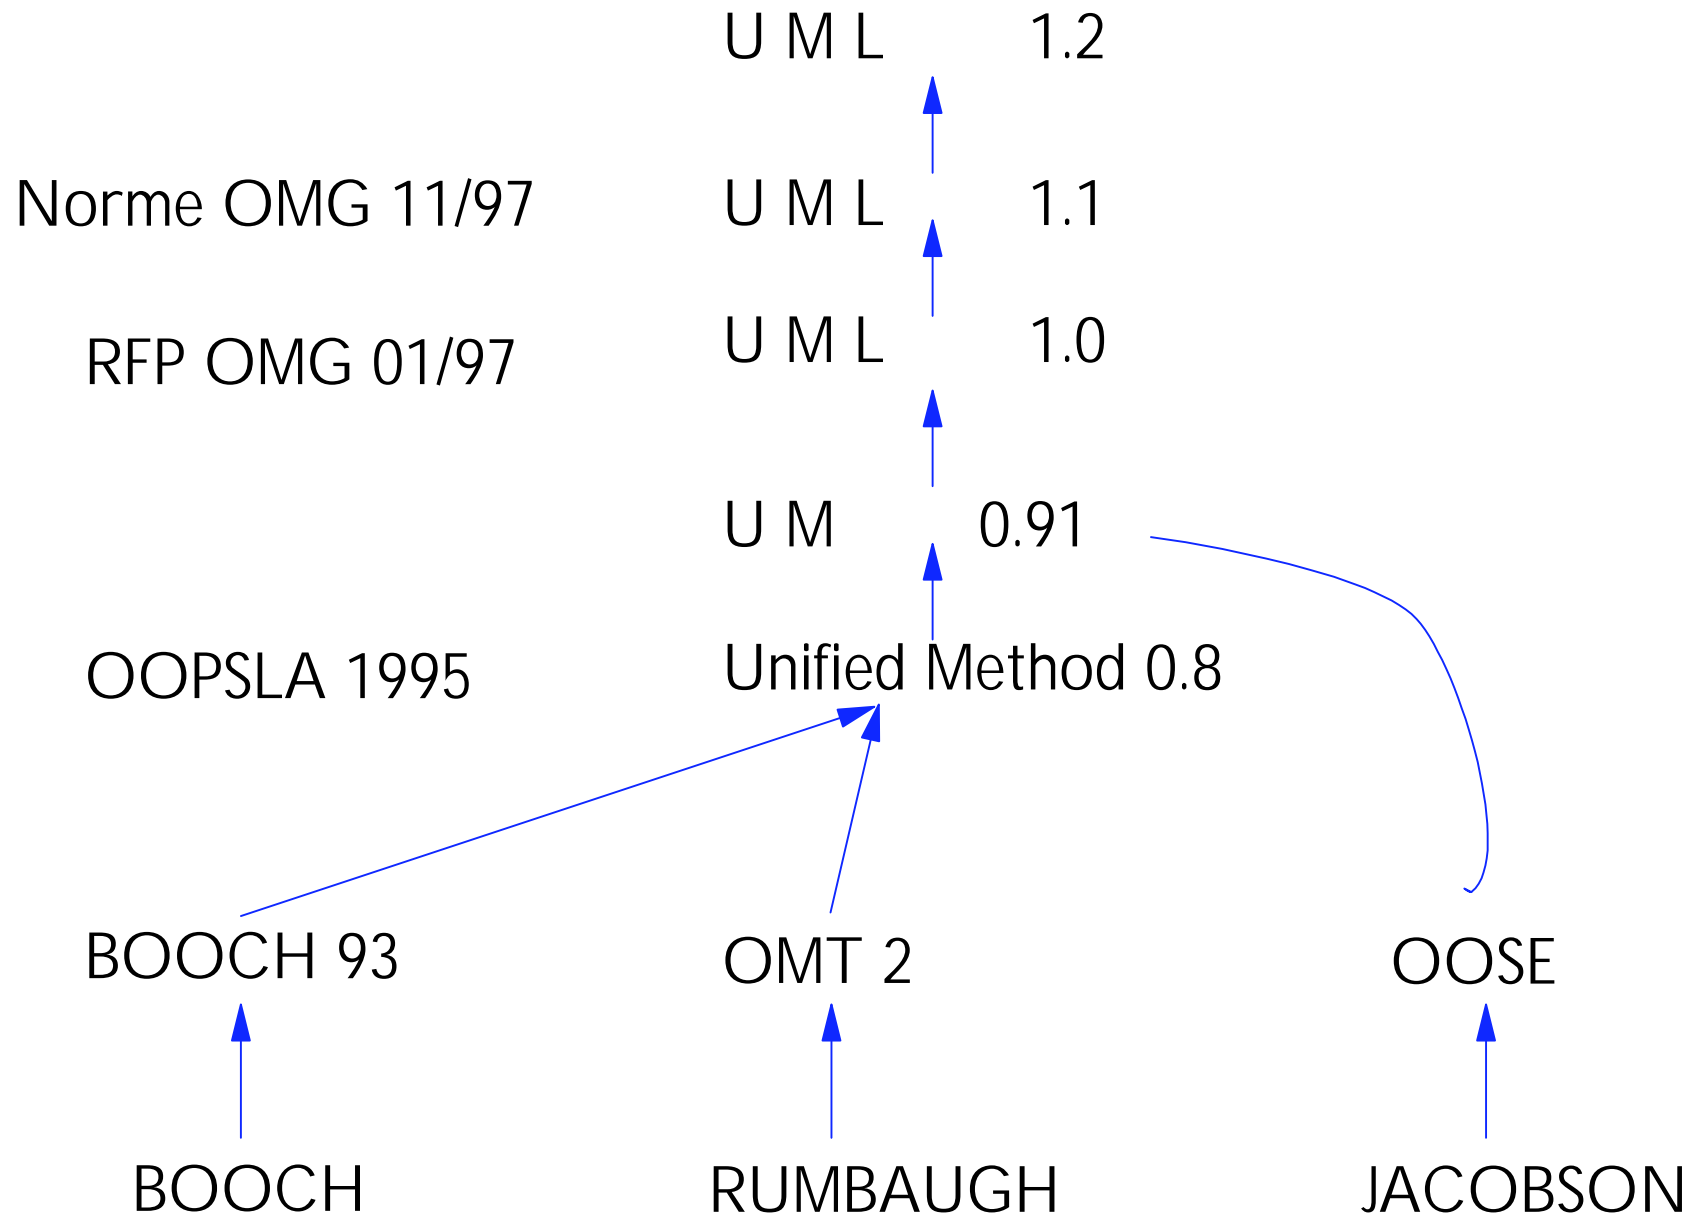 U M L 1.2
Norme OMG 11/97 U M L 1.1
RFP OMG 01/97 U M L 1.0
U M 0.91
OOPSLA 1995 Unified Method 0.8
BOOCH 93 OMT 2 OOSE
BOOCH RUMBAUGH JACOBSON